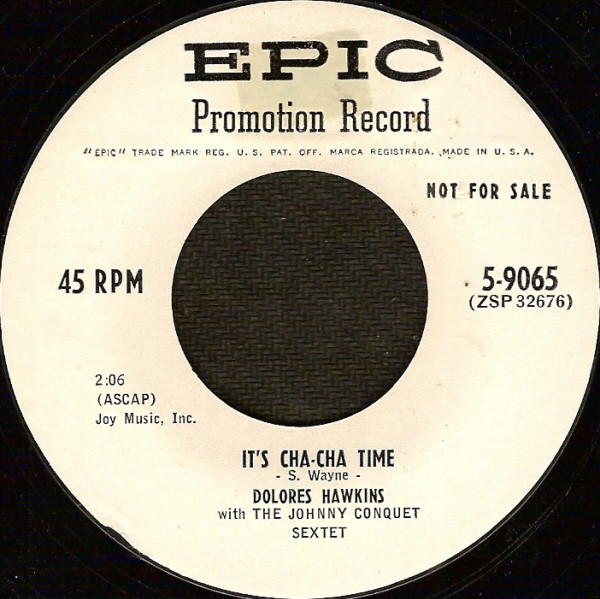 EPIC
Promotion Record
"EPIC" TRADE MARK REG. U. S. PAT. OFF. MARCA REGISTRADA. MADE IN U. S. A.
NOT FOR SALE
45 RPM
5-9065
(ZSP 32676)
2:06
(ASCAP)
Joy Music, Inc.
IT'S CHA-CHA TIME
- S. Wayne -
DOLORES HAWKINS
with THE JOHNNY CONQUET
SEXTET